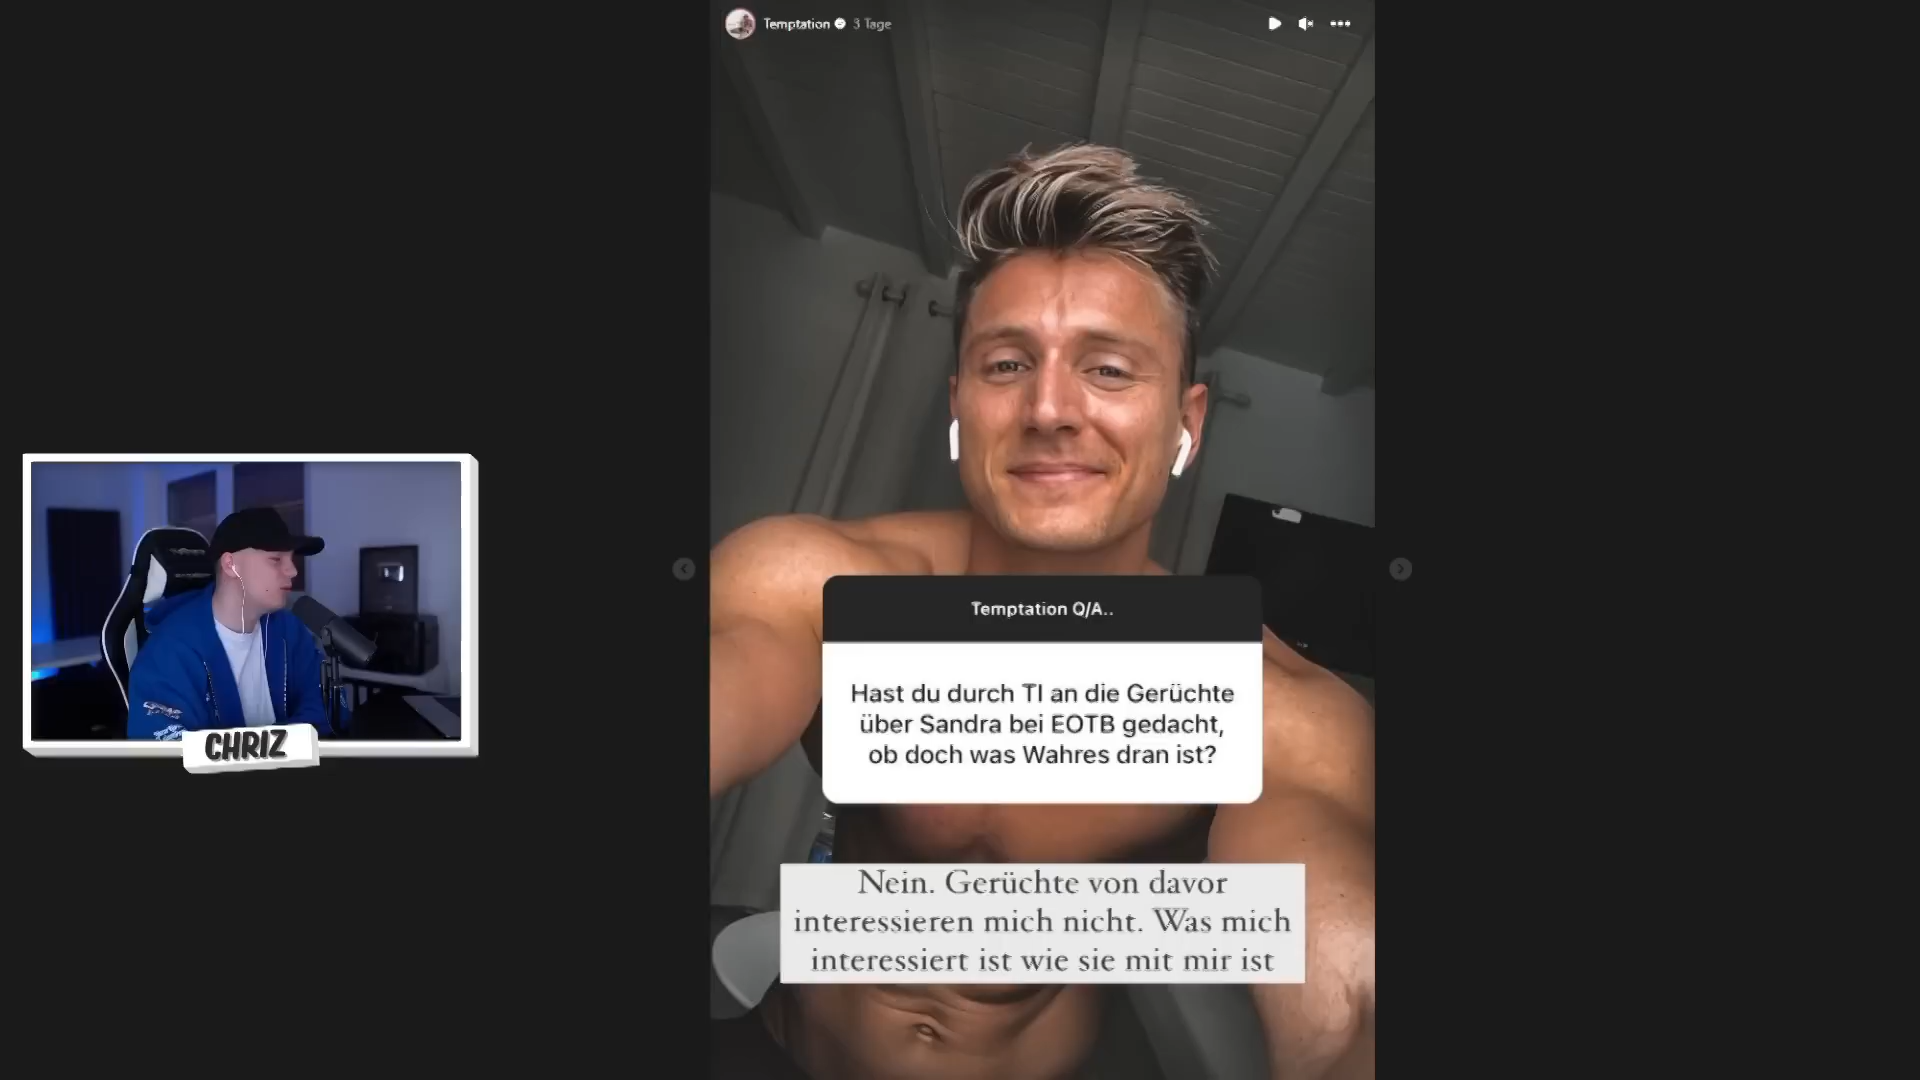 Temptation 3 Tage
Temptation Q/A..
Hast du durch TI an die Gerüchte
über Sandra bei EOTB gedacht,
ob doch was Wahres dran ist?
Nein. Gerüchte von davor
interessieren mich nicht. Was mich
interessiert ist wie sie mit mir ist
CHRIZ